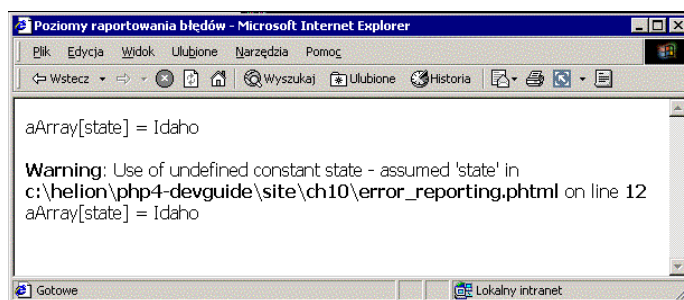 Poziomy raportowania błędów - Microsoft Internet Explorer
Plik Edycja Widok Ulubione Narzędzia Pomoc
Wstecz Wyszukaj Ulubione Historia
aArray[state] = Idaho
Warning: Use of undefined constant state - assumed 'state' in
c:\helion\php4-devguide\site\ch10\error_reporting.phtml on line 12
aArray[state] = Idaho
Gotowe Lokalny intranet